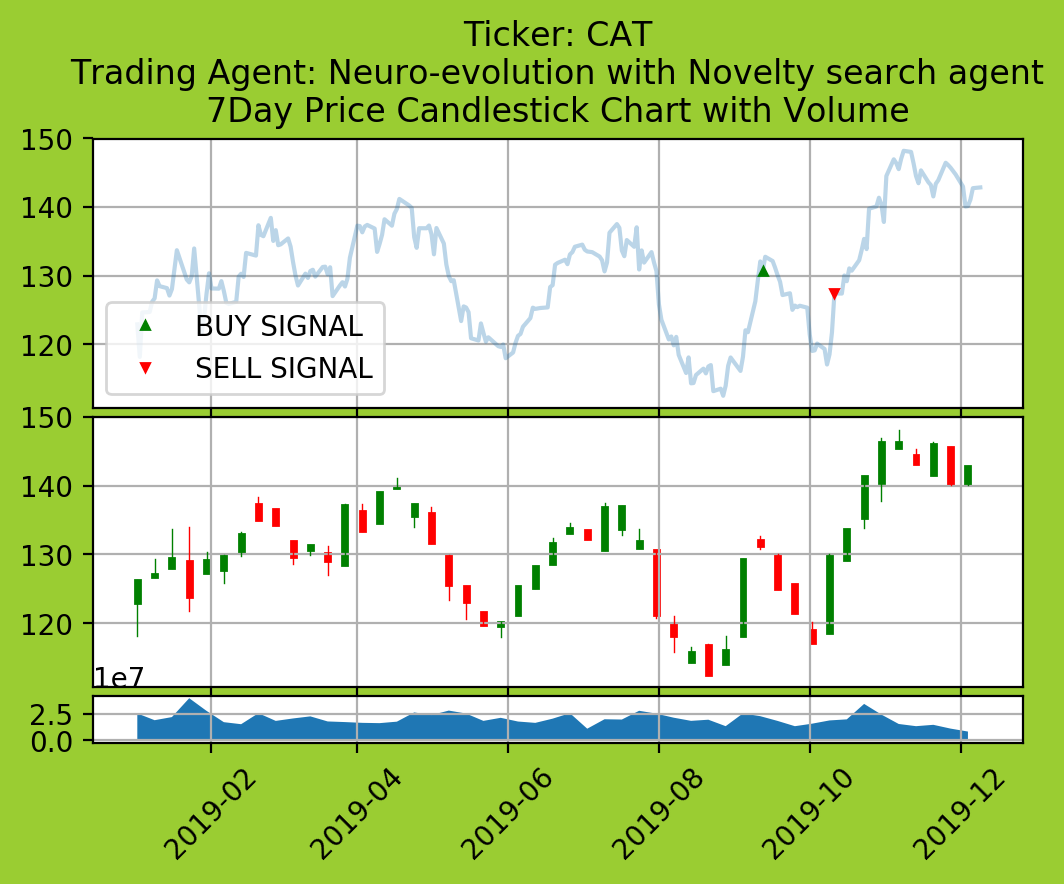 Ticker: CAT
Trading Agent: Neuro-evolution with Novelty search agent
7Day Price Candlestick Chart with Volume
150
140
130
120
BUY SIGNAL
SELL SIGNAL
150
140
130
120
1e7
2.5
0.0
2019-02
2019-04
2019-06
2019-08
2019-10
2019-12